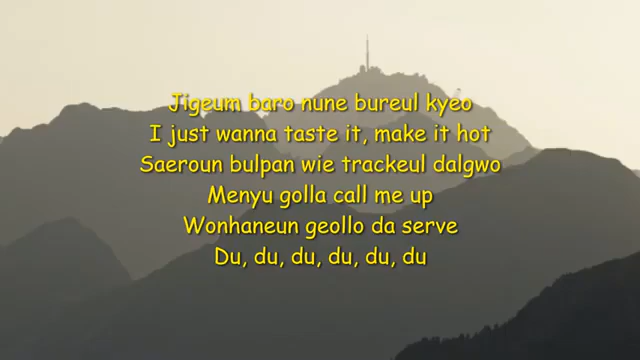 Jigeum baro nune bureul kyeo
I just wanna taste it, make it hot
Saeroun bulpan wie trackeul dalgwo
Menyu golla call me up
Wonhaneun geollo da serve
Du, du, du, du, du, du